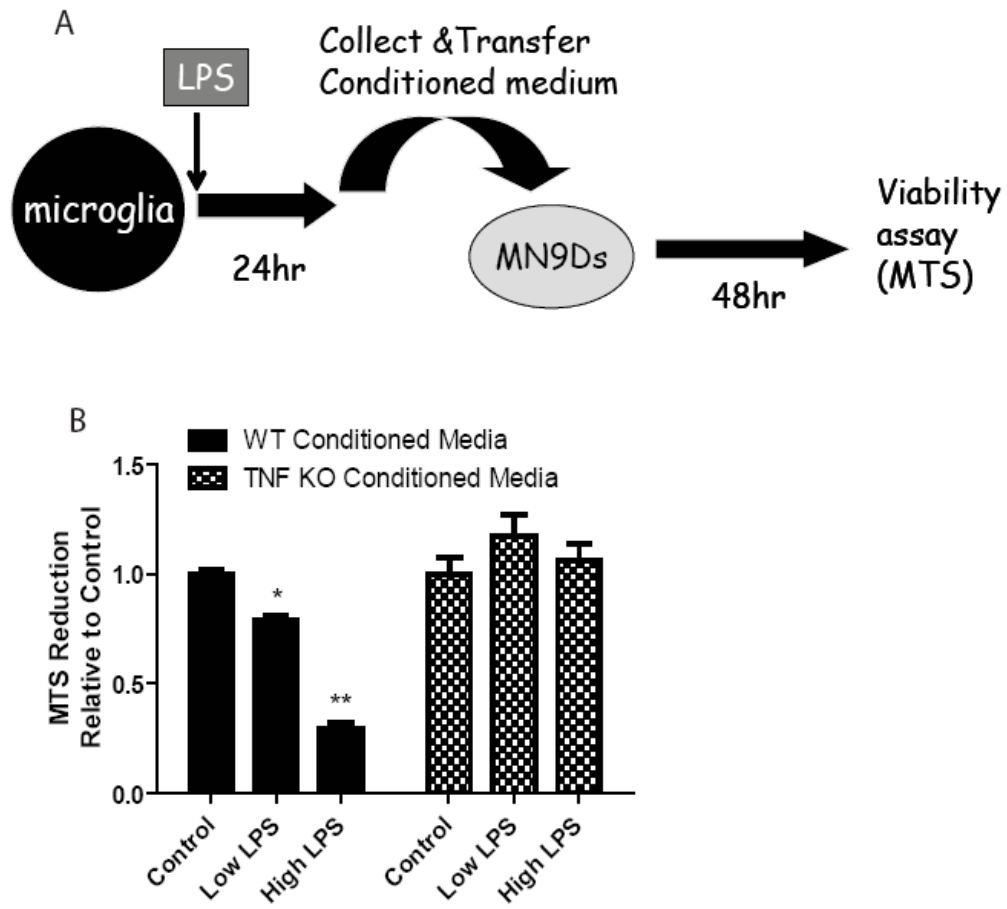 A
LPS
Collect &Transfer
Conditioned medium
microglia
24hr
MN9Ds
48hr
Viability
assay
(MTS)
B
WT Conditioned Media
TNF KO Conditioned Media
MTS Reduction
Relative to Control
1.5
1.0
0.5
0.0
*
**
Control
Low LPS
High LPS
Control
Low LPS
High LPS